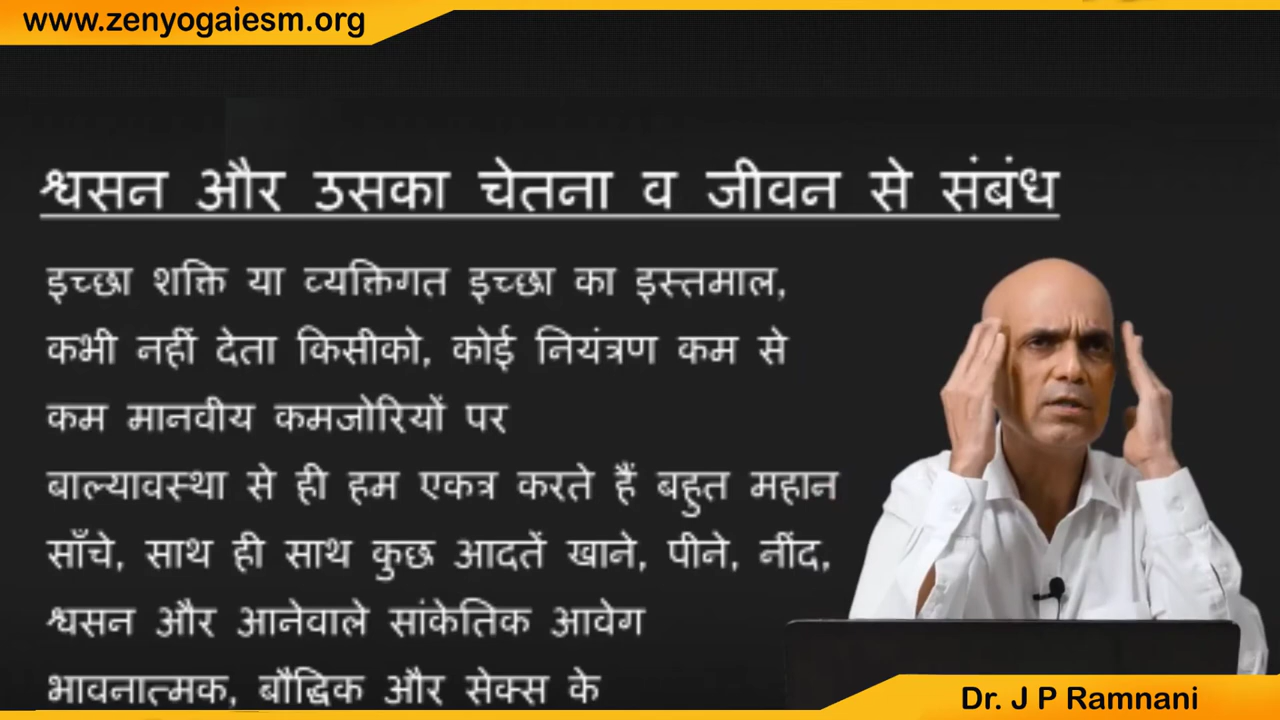 www.zenyogaiesm.org
श्वसन और उसका चेतना व जीवन से संबंध
इच्छा शक्ति या व्यक्तिगत इच्छा का इस्तमाल,
कभी नहीं देता किसीको, कोई नियंत्रण कम से
कम मानवीय कमजोरियों पर
बाल्यावस्था से ही हम एकत्र करते हैं बहुत महान
साँचे, साथ ही साथ कुछ आदतें खाने, पीने, नींद,
श्वसन और आनेवाले सांकेतिक आवेग
भावनात्मक, बौद्धिक और सेक्स के
Dr. J P Ramnani